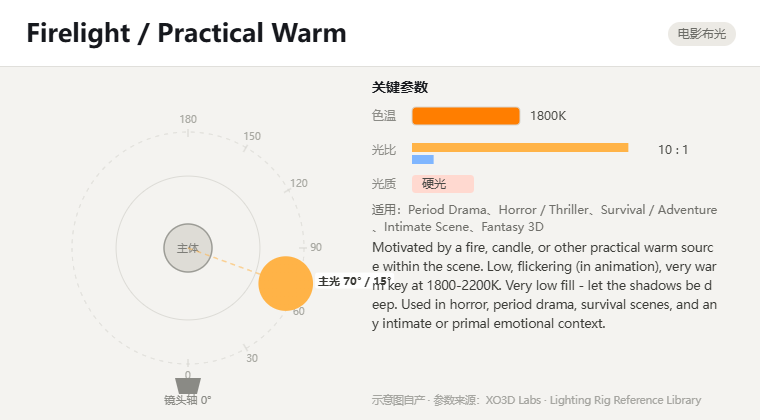 Firelight / Practical Warm
电影布光
关键参数
色温
1800K
光比
10 : 1
光质
硬光
适用：Period Drama、Horror / Thriller、Survival / Adventure
、Intimate Scene、Fantasy 3D
Motivated by a fire, candle, or other practical warm sourc
e within the scene. Low, flickering (in animation), very war
m key at 1800-2200K. Very low fill - let the shadows be d
eep. Used in horror, period drama, survival scenes, and an
y intimate or primal emotional context.
180
150
120
90
60
30
0
主体
主光 70° / 15°
镜头轴 0°
示意图自产 · 参数来源：XO3D Labs · Lighting Rig Reference Library